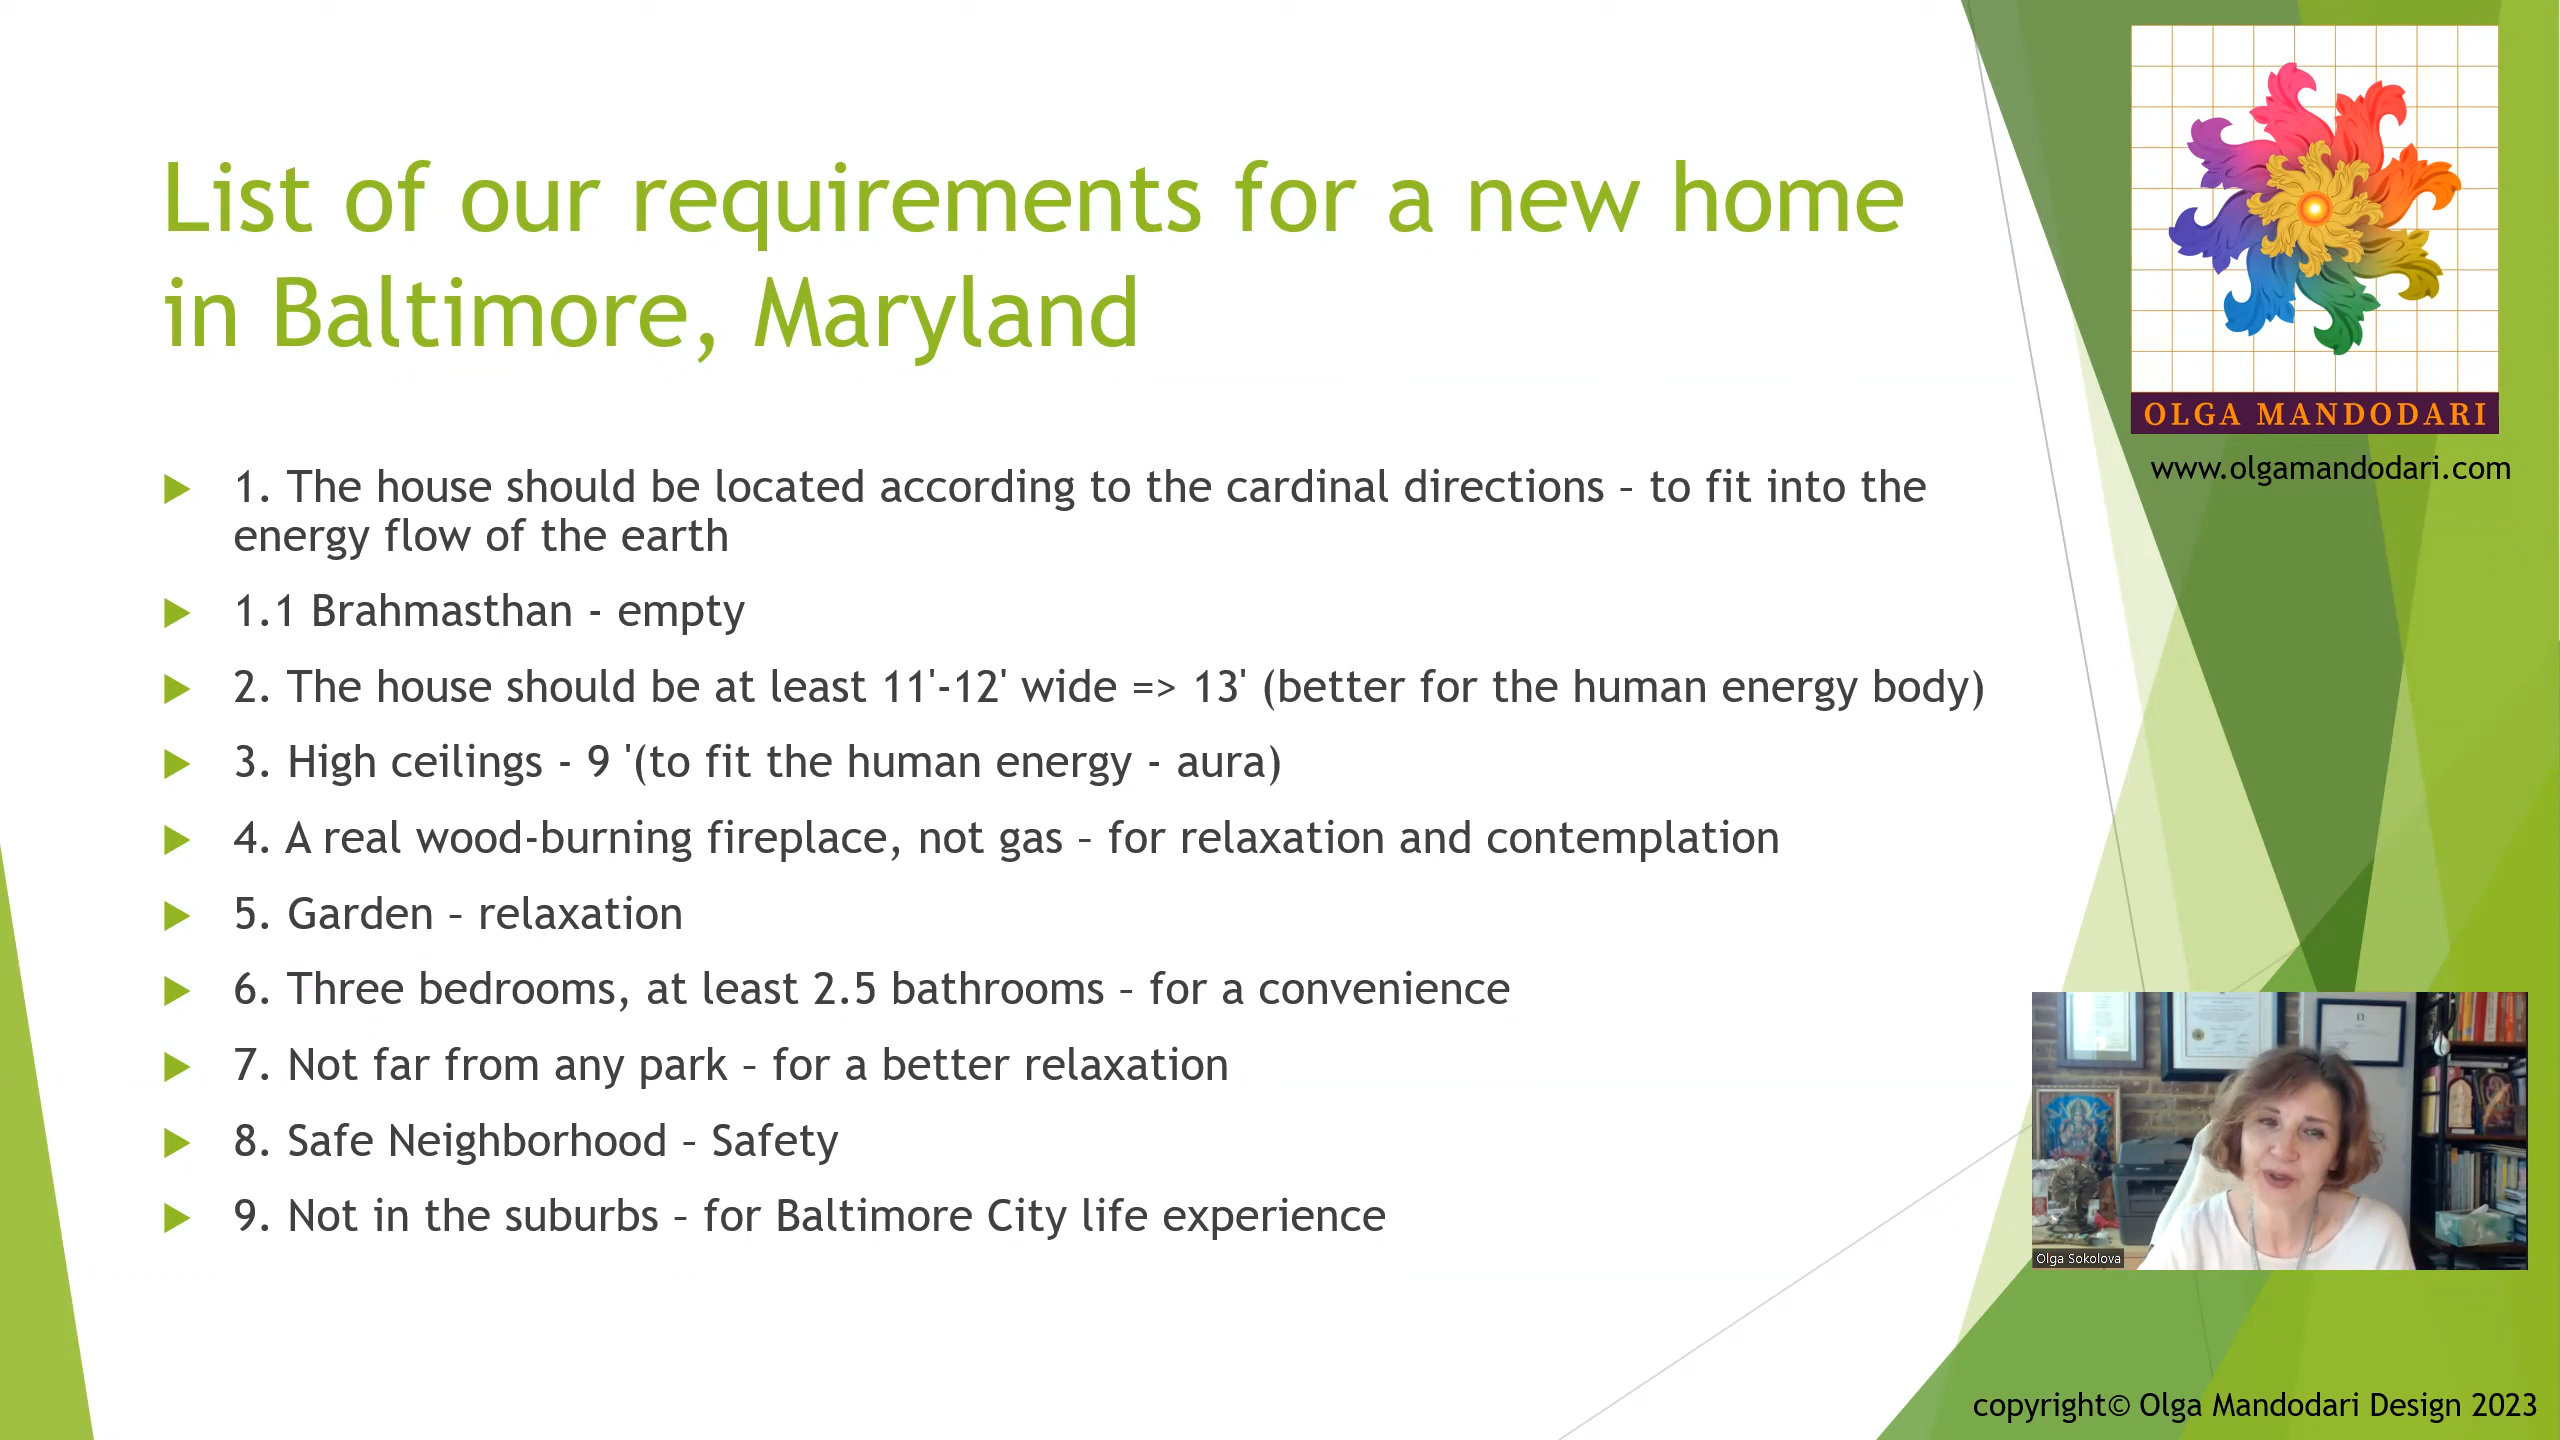 List of our requirements for a new home
in Baltimore, Maryland
1. The house should be located according to the cardinal directions – to fit into the
energy flow of the earth
1.1 Brahmasthan - empty
2. The house should be at least 11'-12' wide => 13' (better for the human energy body)
3. High ceilings - 9 '(to fit the human energy - aura)
4. A real wood-burning fireplace, not gas – for relaxation and contemplation
5. Garden – relaxation
6. Three bedrooms, at least 2.5 bathrooms – for a convenience
7. Not far from any park – for a better relaxation
8. Safe Neighborhood – Safety
9. Not in the suburbs – for Baltimore City life experience
OLGA MANDODARI
www.olgamandodari.com
Olga Sokolova
copyright© Olga Mandodari Design 2023